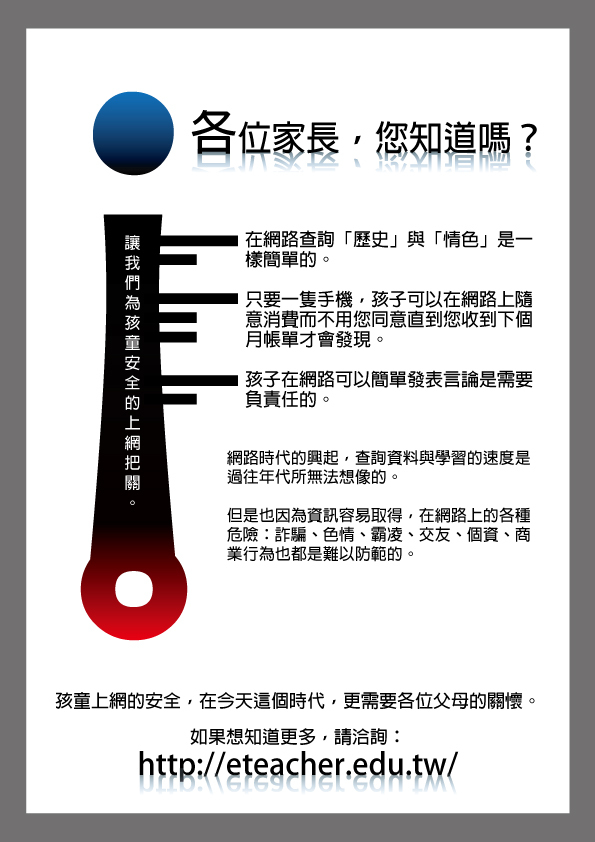 各位家長，您知道嗎？
讓我們為孩童安全的上網把關。
在網路查詢「歷史」與「情色」是一
樣簡單的。
只要一隻手機，孩子可以在網路上隨
意消費而不用您同意直到您收到下個
月帳單才會發現。
孩子在網路可以簡單發表言論是需要
負責任的。
網路時代的興起，查詢資料與學習的速度是
過往年代所無法想像的。
但是也因為資訊容易取得，在網路上的各種
危險：詐騙、色情、霸凌、交友、個資、商
業行為也都是難以防範的。
孩童上網的安全，在今天這個時代，更需要各位父母的關懷。
如果想知道更多，請洽詢：
http://eteacher.edu.tw/